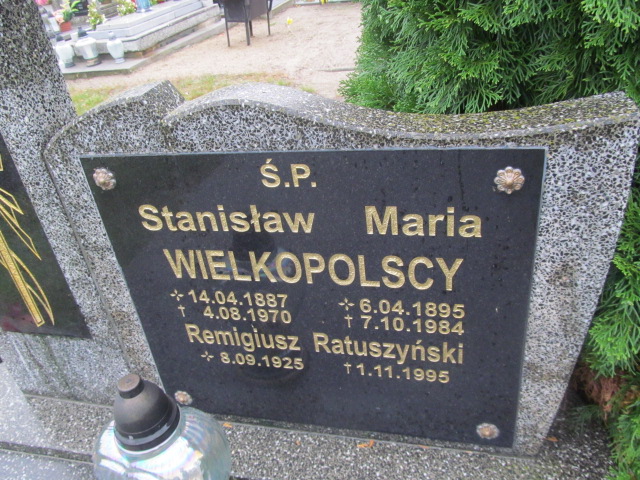 Ś.P.
Stanisław Maria
WIELKOPOLSCY
✢ 14.04.1887 ✢ 6.04.1895
† 4.08.1970 † 7.10.1984
Remigiusz Ratuszyński
✢ 8.09.1925 † 1.11.1995